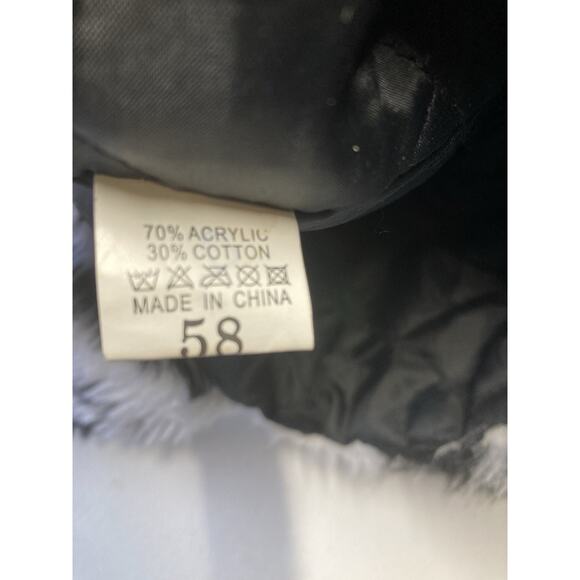 70% ACRYLIC
30% COTTON
MADE IN CHINA
58